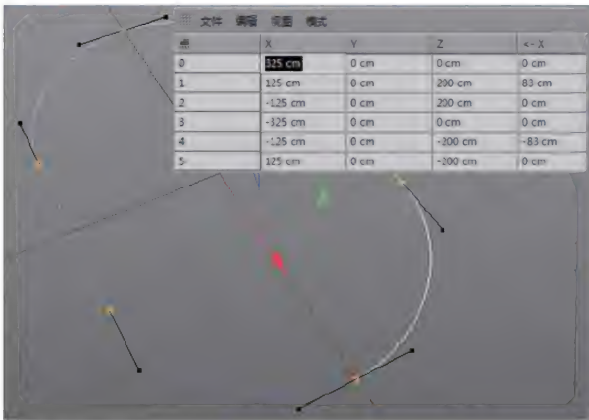 文件 编辑 视图 模式
点 X Y Z <- X
0 325 cm 0 cm 0 cm 0 cm
1 125 cm 0 cm 200 cm 83 cm
2 -125 cm 0 cm 200 cm 0 cm
3 -325 cm 0 cm 0 cm 0 cm
4 -125 cm 0 cm -200 cm -83 cm
5 125 cm 0 cm -200 cm 0 cm